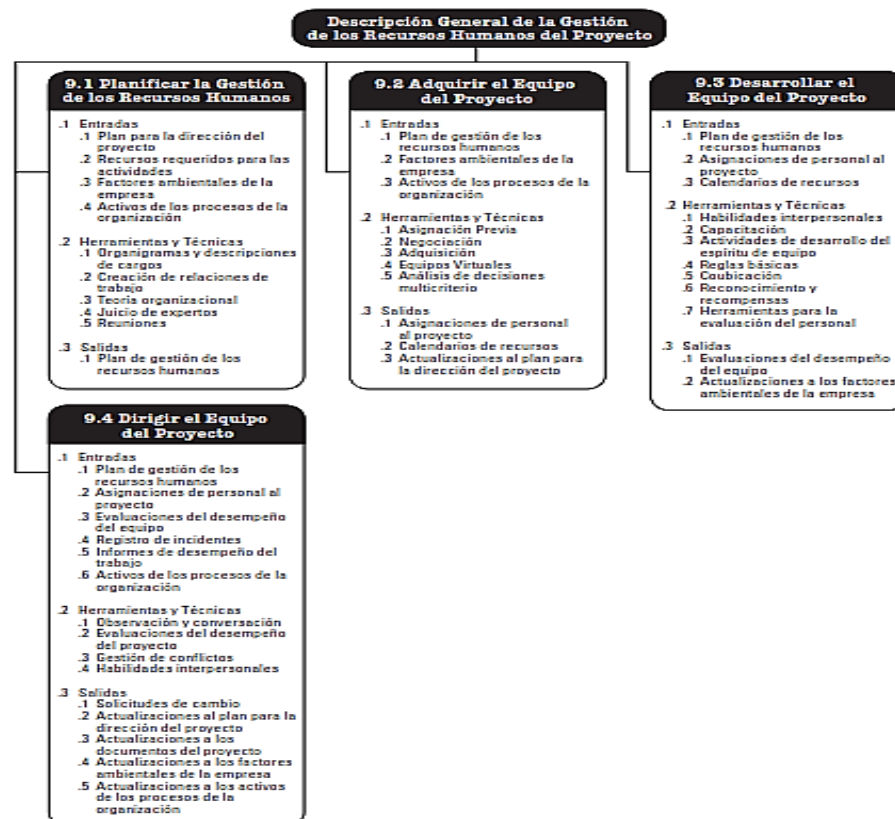 Descripción General de la Gestión
de los Recursos Humanos del Proyecto
9.1 Planificar la Gestión
de los Recursos Humanos
.1 Entradas
.1 Plan para la dirección del
proyecto
.2 Recursos requeridos para las
actividades
.3 Factores ambientales de la
empresa
.4 Activos de los procesos de la
organización
.2 Herramientas y Técnicas
.1 Organigramas y descripciones
de cargos
.2 Creación de relaciones de
trabajo
.3 Teoría organizacional
.4 Juicio de expertos
.5 Reuniones
.3 Salidas
.1 Plan de gestión de los
recursos humanos
9.2 Adquirir el Equipo
del Proyecto
.1 Entradas
.1 Plan de gestión de los
recursos humanos
.2 Factores ambientales de la
empresa
.3 Activos de los procesos de la
organización
.2 Herramientas y Técnicas
.1 Asignación Previa
.2 Negociación
.3 Adquisición
.4 Equipos Virtuales
.5 Análisis de decisiones
multicriterio
.3 Salidas
.1 Asignaciones de personal
al proyecto
.2 Calendarios de recursos
.3 Actualizaciones al plan para
la dirección del proyecto
9.3 Desarrollar el
Equipo del Proyecto
.1 Entradas
.1 Plan de gestión de los
recursos humanos
.2 Asignaciones de personal al
proyecto
.3 Calendarios de recursos
.2 Herramientas y Técnicas
.1 Habilidades interpersonales
.2 Capacitación
.3 Actividades de desarrollo del
espíritu de equipo
.4 Reglas básicas
.5 Coubicación
.6 Reconocimiento y
recompensas
.7 Herramientas para la
evaluación del personal
.3 Salidas
.1 Evaluaciones del desempeño
del equipo
.2 Actualizaciones a los factores
ambientales de la empresa
9.4 Dirigir el Equipo
del Proyecto
.1 Entradas
.1 Plan de gestión de los
recursos humanos
.2 Asignaciones de personal al
proyecto
.3 Evaluaciones del desempeño
del equipo
.4 Registro de incidentes
.5 Informes de desempeño del
trabajo
.6 Activos de los procesos de la
organización
.2 Herramientas y Técnicas
.1 Observación y conversación
.2 Evaluaciones del desempeño
del proyecto
.3 Gestión de conflictos
.4 Habilidades interpersonales
.3 Salidas
.1 Solicitudes de cambio
.2 Actualizaciones al plan para la
dirección del proyecto
.3 Actualizaciones a los
documentos del proyecto
.4 Actualizaciones a los factores
ambientales de la empresa
.5 Actualizaciones a los activos
de los procesos de la
organización